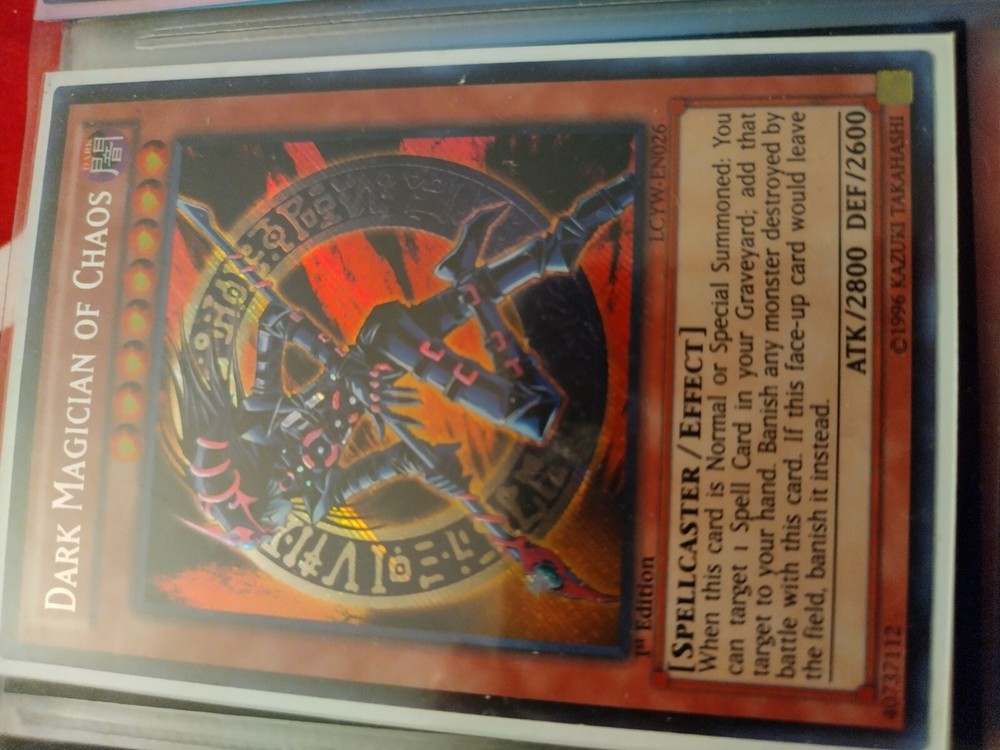 DARK MAGICIAN OF CHAOS
DARK
闇
LCYW-EN026
1st Edition
[SPELLCASTER / EFFECT]
When this card is Normal or Special Summoned: You
can target 1 Spell Card in your Graveyard; add that
target to your hand. Banish any monster destroyed by
battle with this card. If this face-up card would leave
the field, banish it instead.
ATK/2800 DEF/2600
40737112
©1996 KAZUKI TAKAHASHI